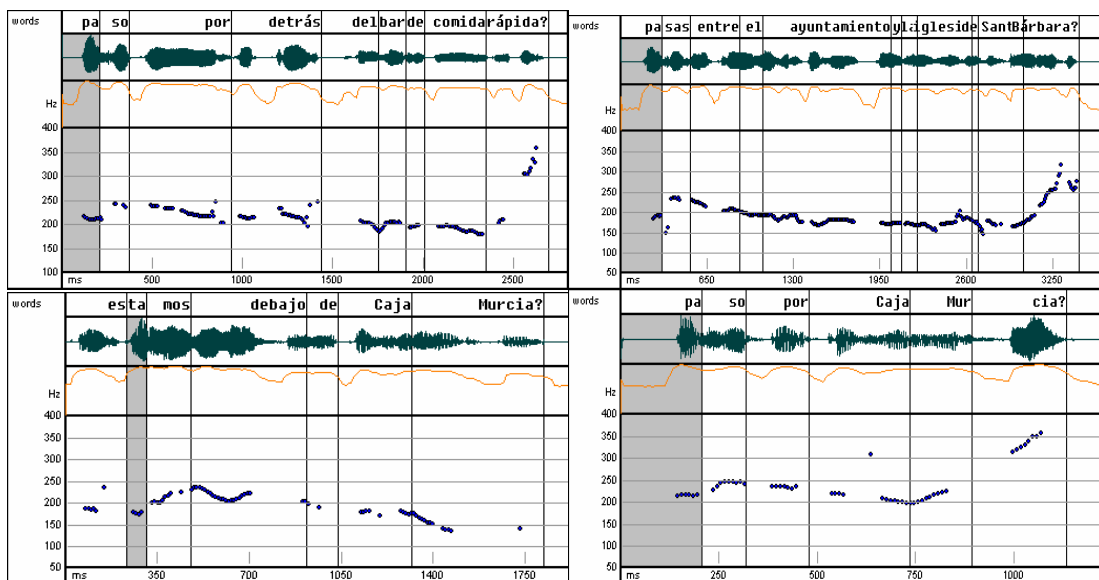 words pa so por detrás del bar de comida rápida?
Hz
400
350
300
250
200
150
100
ms 500 1000 1500 2000 2500
words pa sas entre el ayuntamiento y la iglesi de Sant Bárbara?
Hz
400
350
300
250
200
150
100
50
ms 650 1300 1950 2600 3250
words es ta mos debajo de Caja Murcia?
Hz
400
350
300
250
200
150
100
50
ms 350 700 1050 1400 1750
words pa so por Caja Mur cia?
Hz
400
350
300
250
200
150
100
50
ms 250 500 750 1000